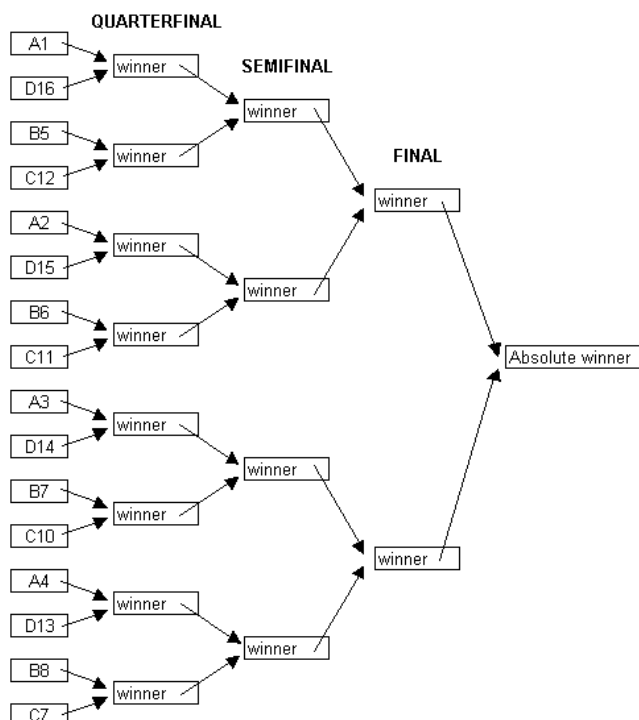 QUARTERFINAL
A1
winner
SEMIFINAL
D16
winner
B5
winner
C12
FINAL
A2
winner
winner
D15
winner
B6
winner
C11
Absolute winner
A3
winner
D14
winner
B7
winner
C10
winner
A4
winner
D13
winner
B8
winner
C7